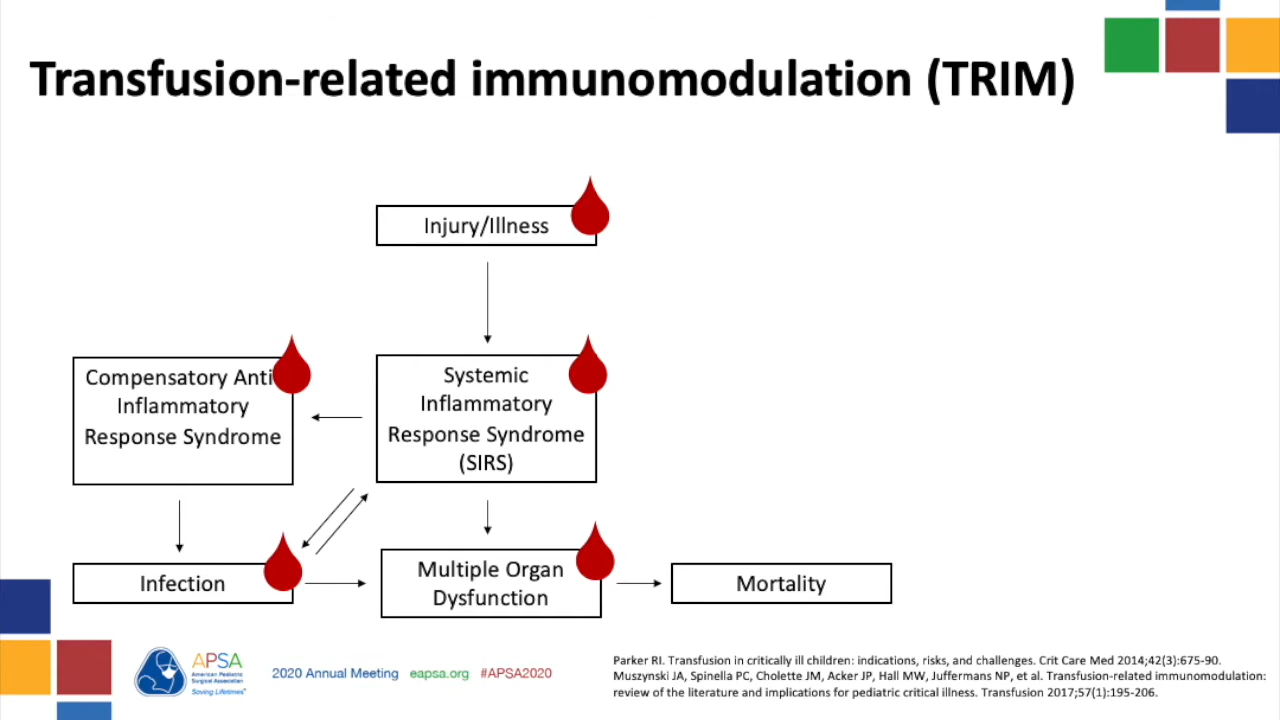 Transfusion-related immunomodulation (TRIM)
Injury/Illness
Compensatory Anti
Inflammatory
Response Syndrome
Systemic
Inflammatory
Response Syndrome
(SIRS)
Infection
Multiple Organ
Dysfunction
Mortality
APSA
American Pediatric
Surgical Association
Saving Lifetimes
2020 Annual Meeting eapsa.org #APSA2020
Parker RI. Transfusion in critically ill children: indications, risks, and challenges. Crit Care Med 2014;42(3):675-90.
Muszynski JA, Spinella PC, Cholette JM, Acker JP, Hall MW, Juffermans NP, et al. Transfusion-related immunomodulation:
review of the literature and implications for pediatric critical illness. Transfusion 2017;57(1):195-206.